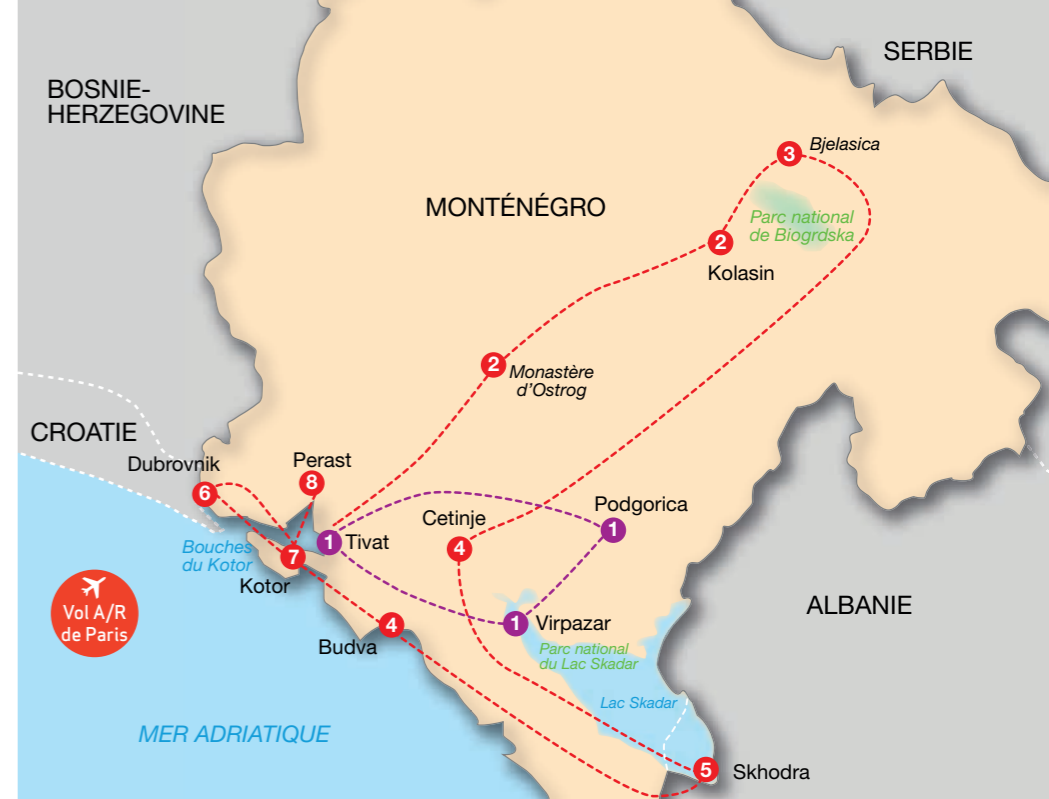 SERBIE
BOSNIE-
HERZEGOVINE
3 Bjelasica
MONTÉNÉGRO
Parc national
de Biogrdska
2
Kolasin
2 Monastère
d'Ostrog
CROATIE
Dubrovnik
6
Perast
8
Podgorica
1
Cetinje
4
1 Tivat
Bouches
du Kotor
7
Kotor
Vol A/R
de Paris
ALBANIE
4
Budva
1 Virpazar
Parc national
du Lac Skadar
Lac Skadar
MER ADRIATIQUE
5 Skhodra